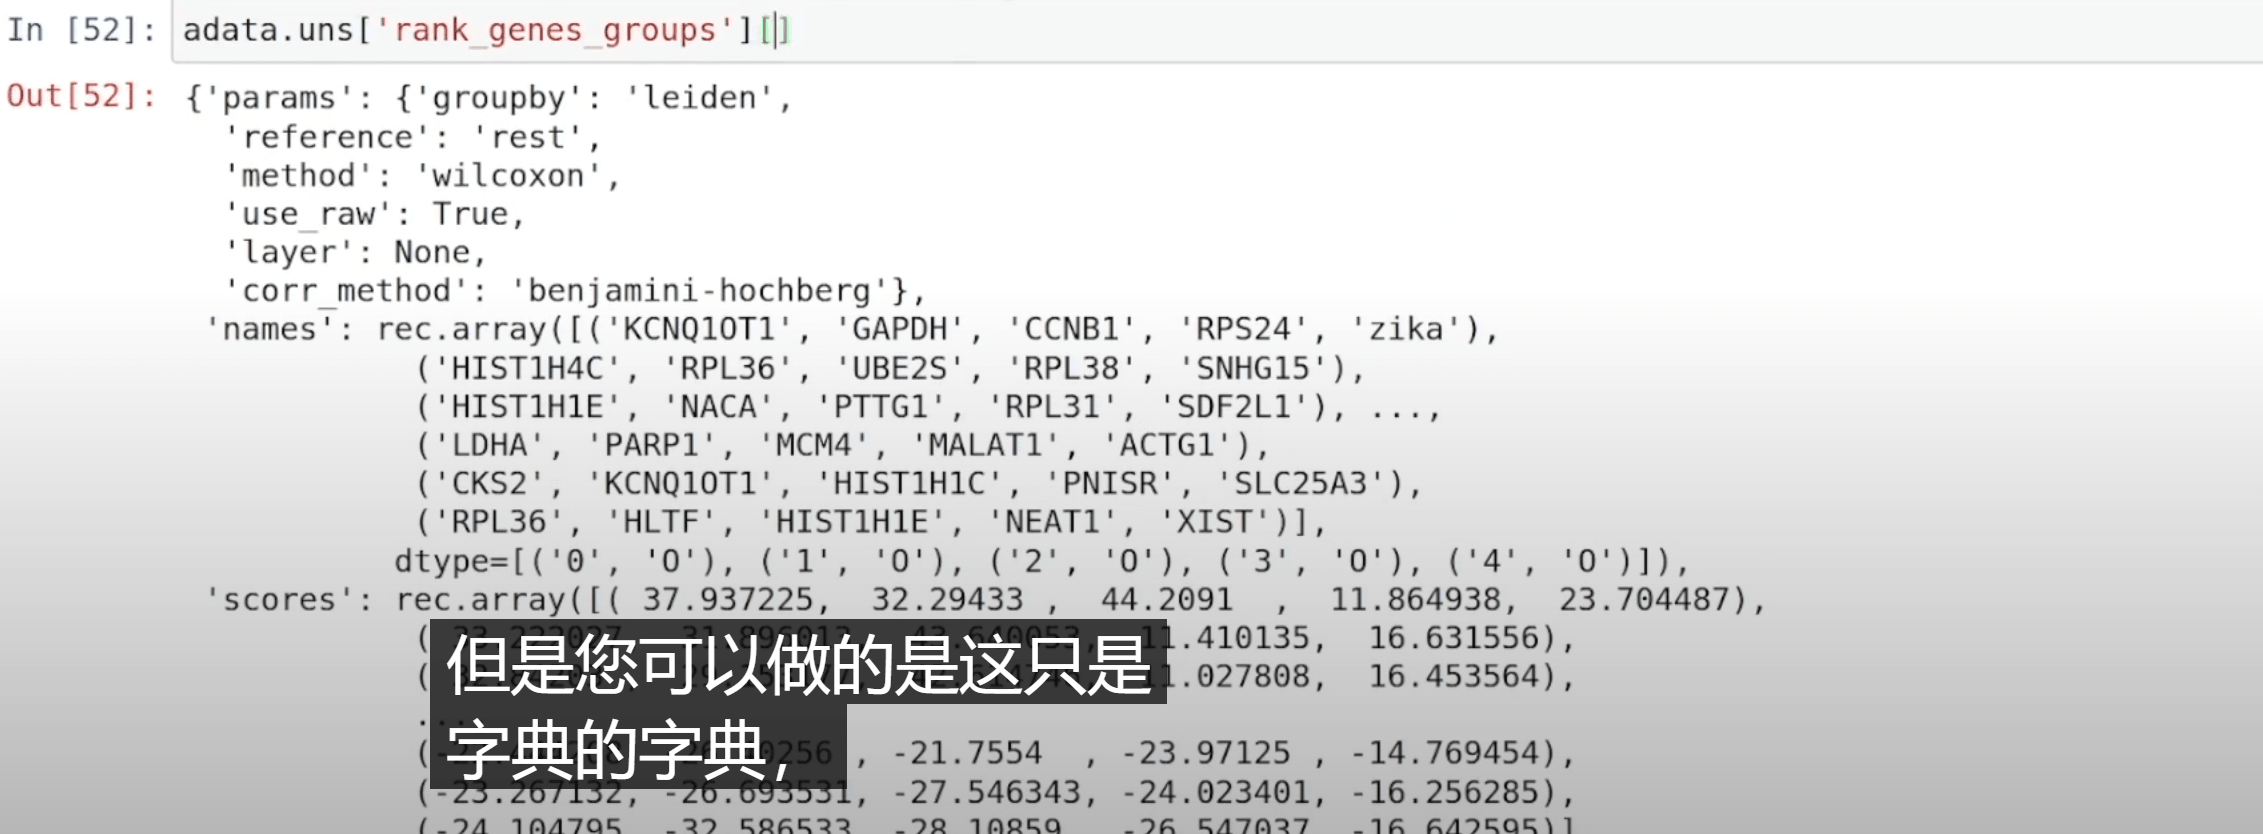 In [52]: adata.uns['rank_genes_groups'][]
Out[52]: {'params': {'groupby': 'leiden',
'reference': 'rest',
'method': 'wilcoxon',
'use_raw': True,
'layer': None,
'corr_method': 'benjamini-hochberg'},
'names': rec.array([('KCNQ1OT1', 'GAPDH', 'CCNB1', 'RPS24', 'zika'),
('HIST1H4C', 'RPL36', 'UBE2S', 'RPL38', 'SNHG15'),
('HIST1H1E', 'NACA', 'PTTG1', 'RPL31', 'SDF2L1'), ...,
('LDHA', 'PARP1', 'MCM4', 'MALAT1', 'ACTG1'),
('CKS2', 'KCNQ1OT1', 'HIST1H1C', 'PNISR', 'SLC25A3'),
('RPL36', 'HLTF', 'HIST1H1E', 'NEAT1', 'XIST')],
dtype=[('0', 'O'), ('1', 'O'), ('2', 'O'), ('3', 'O'), ('4', 'O')]),
'scores': rec.array([( 37.937225, 32.29433 , 44.2091 , 11.864938, 23.704487),
( 11.410135, 16.631556),
( 11.027808, 16.453564),
但是您可以做的是这只是
字典的字典，
, -21.7554 , -23.97125 , -14.769454),
(-23.267132, -26.693531, -27.546343, -24.023401, -16.256285),
(-24.104795, -32.586533, -28.10859 , -26.547037, -16.642595)]